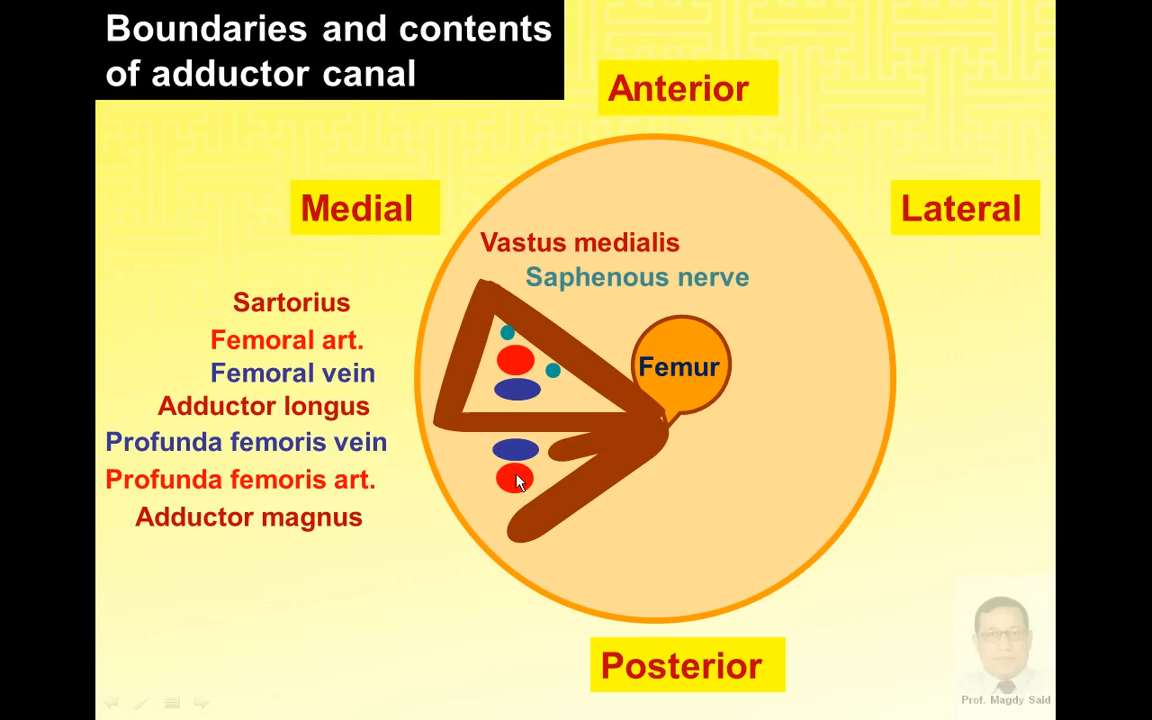 Boundaries and contents
of adductor canal
Anterior
Medial
Lateral
Vastus medialis
Saphenous nerve
Sartorius
Femoral art.
Femoral vein
Femur
Adductor longus
Profunda femoris vein
Profunda femoris art.
Adductor magnus
Posterior
Prof. Magdy Said